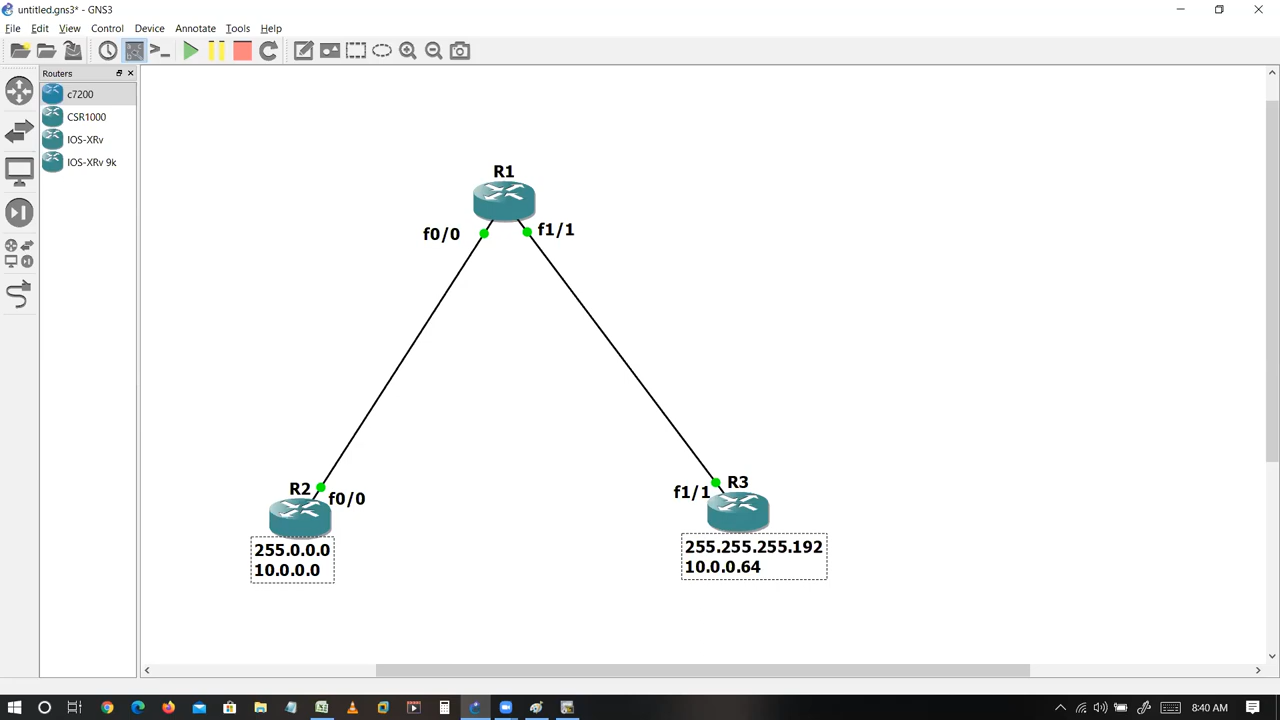 untitled.gns3* - GNS3
File Edit View Control Device Annotate Tools Help
Routers
c7200
CSR1000
IOS-XRv
IOS-XRv 9k
R1
f0/0
f1/1
R2
f0/0
255.0.0.0
10.0.0.0
R3
f1/1
255.255.255.192
10.0.0.64
8:40 AM